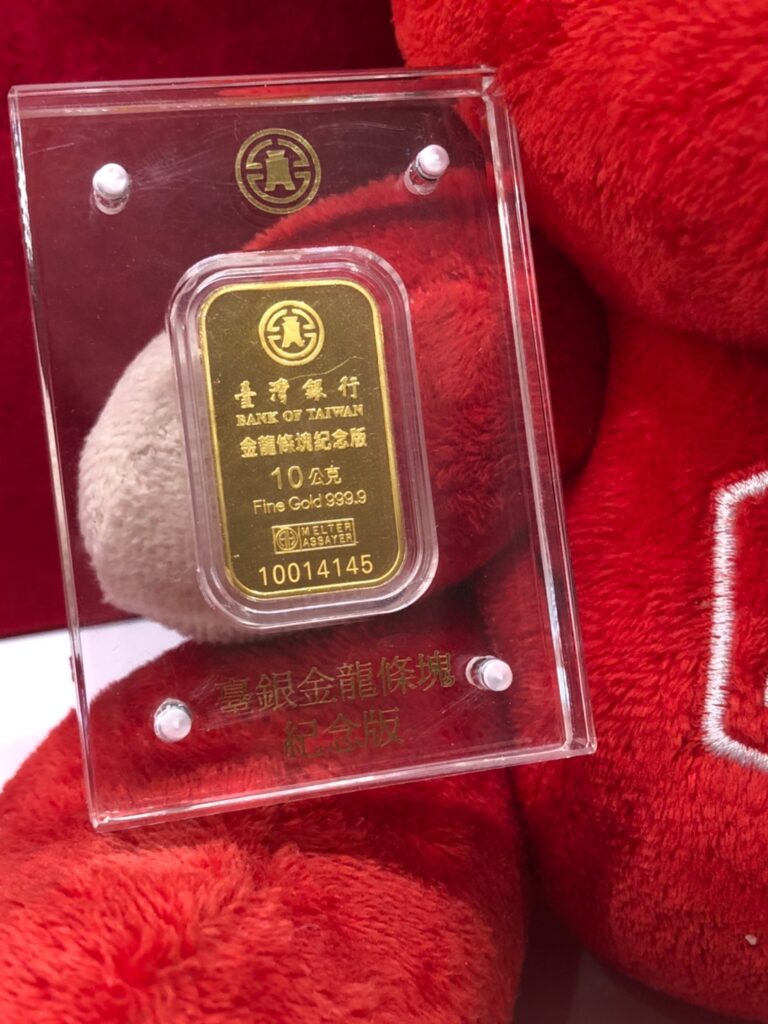 臺灣銀行
BANK OF TAIWAN
金龍條塊紀念版
10公克
Fine Gold 999.9
MELTER
ASSAYER
10014145
臺銀金龍條塊
紀念版